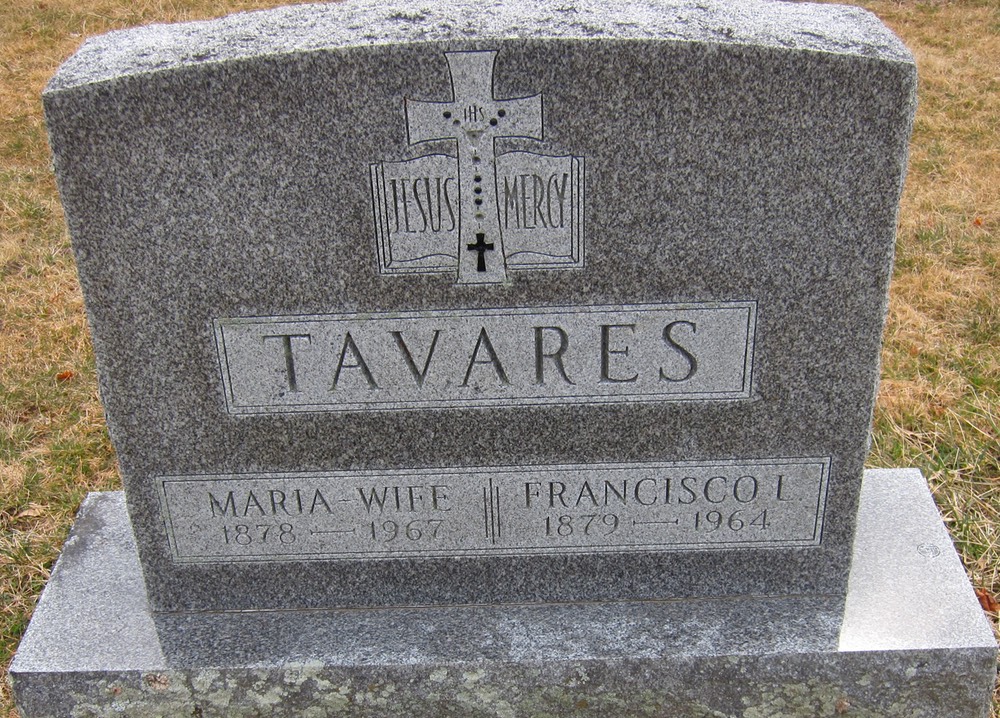 IHS
JESUS MERCY
TAVARES
MARIA-WIFE
1878 — 1967
FRANCISCO L
1879 — 1964